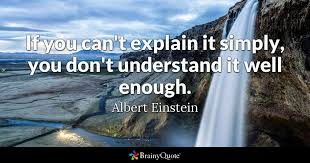 If you can't explain it simply,
you don't understand it well
enough.
Albert Einstein
BrainyQuote®